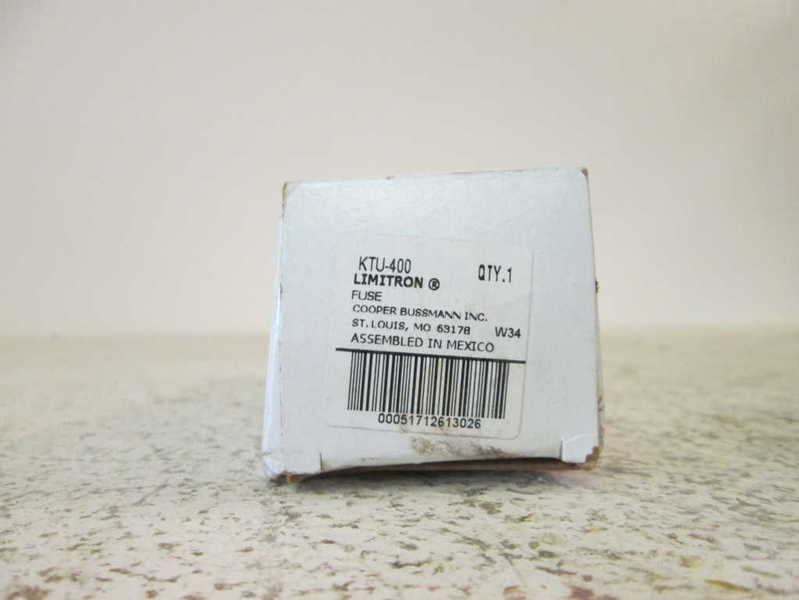 KTU-400 QTY.1
LIMITRON ®
FUSE
COOPER BUSSMANN INC.
ST. LOUIS, MO 63178 W34
ASSEMBLED IN MEXICO
00051712613026